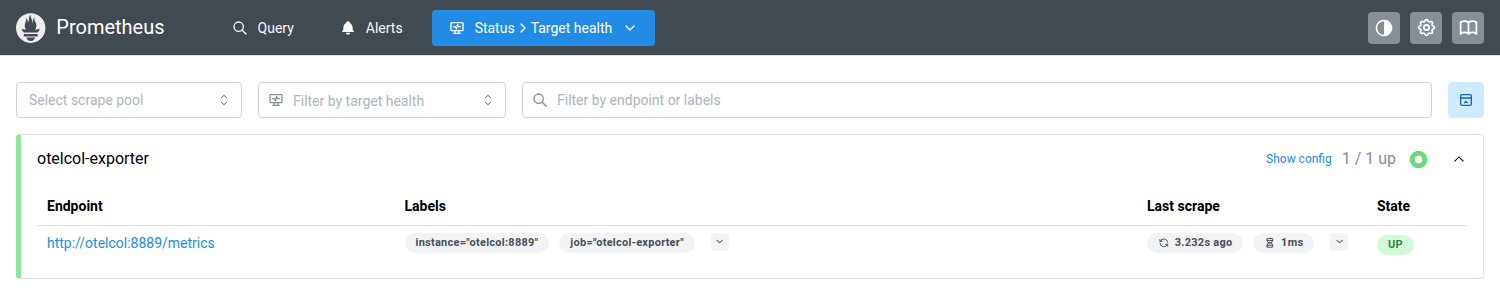 Prometheus Query Alerts Status > Target health
Select scrape pool Filter by target health Filter by endpoint or labels
otelcol-exporter Show config 1 / 1 up
Endpoint Labels Last scrape State
http://otelcol:8889/metrics instance="otelcol:8889" job="otelcol-exporter" 3.232s ago 1ms UP